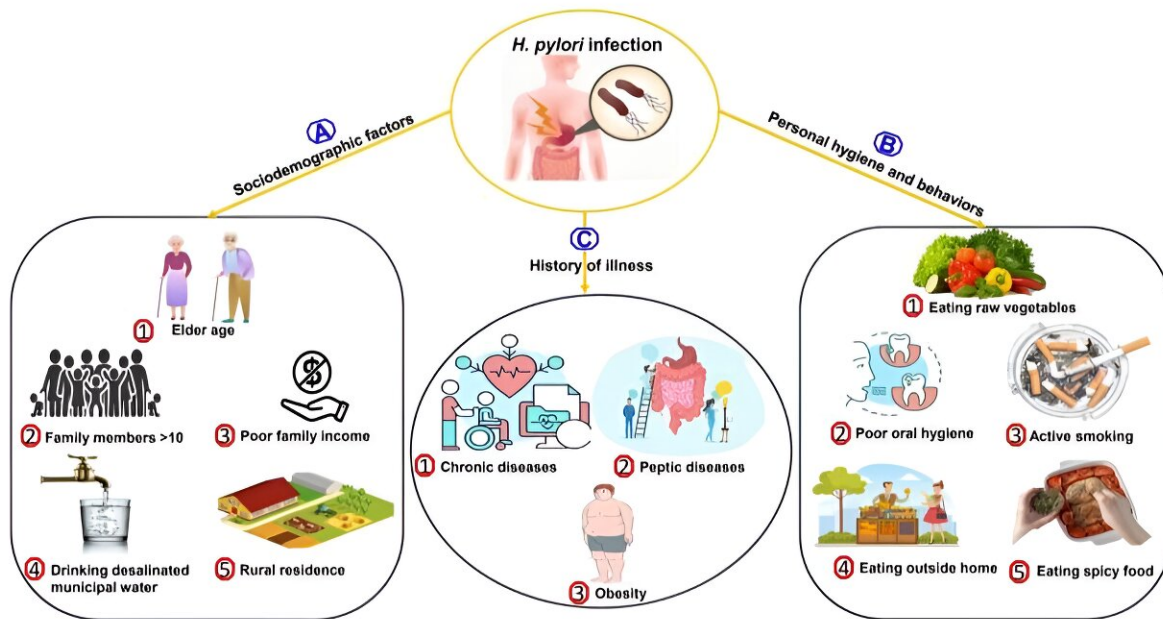 H. pylori infection
A
Sociodemographic factors
B
Personal hygiene and behaviors
C
History of illness
1 Elder age
2 Family members >10
3 Poor family income
4 Drinking desalinated
municipal water
5 Rural residence
1 Chronic diseases
2 Peptic diseases
3 Obesity
1 Eating raw vegetables
2 Poor oral hygiene
3 Active smoking
4 Eating outside home
5 Eating spicy food